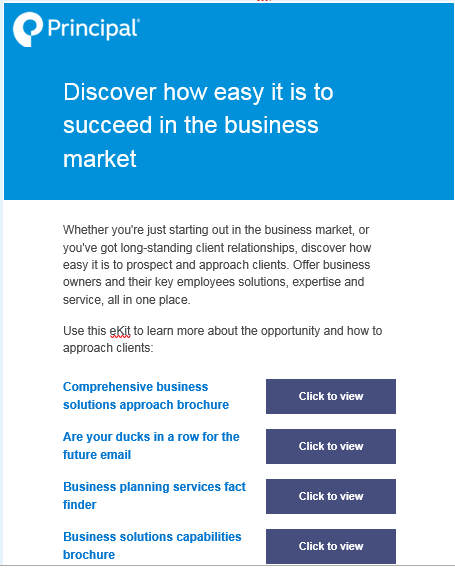 Principal®
Discover how easy it is to
succeed in the business
market
Whether you're just starting out in the business market, or
you've got long-standing client relationships, discover how
easy it is to prospect and approach clients. Offer business
owners and their key employees solutions, expertise and
service, all in one place.
Use this eKit to learn more about the opportunity and how to
approach clients:
Comprehensive business
solutions approach brochure
Click to view
Are your ducks in a row for the
future email
Click to view
Business planning services fact
finder
Click to view
Business solutions capabilities
brochure
Click to view